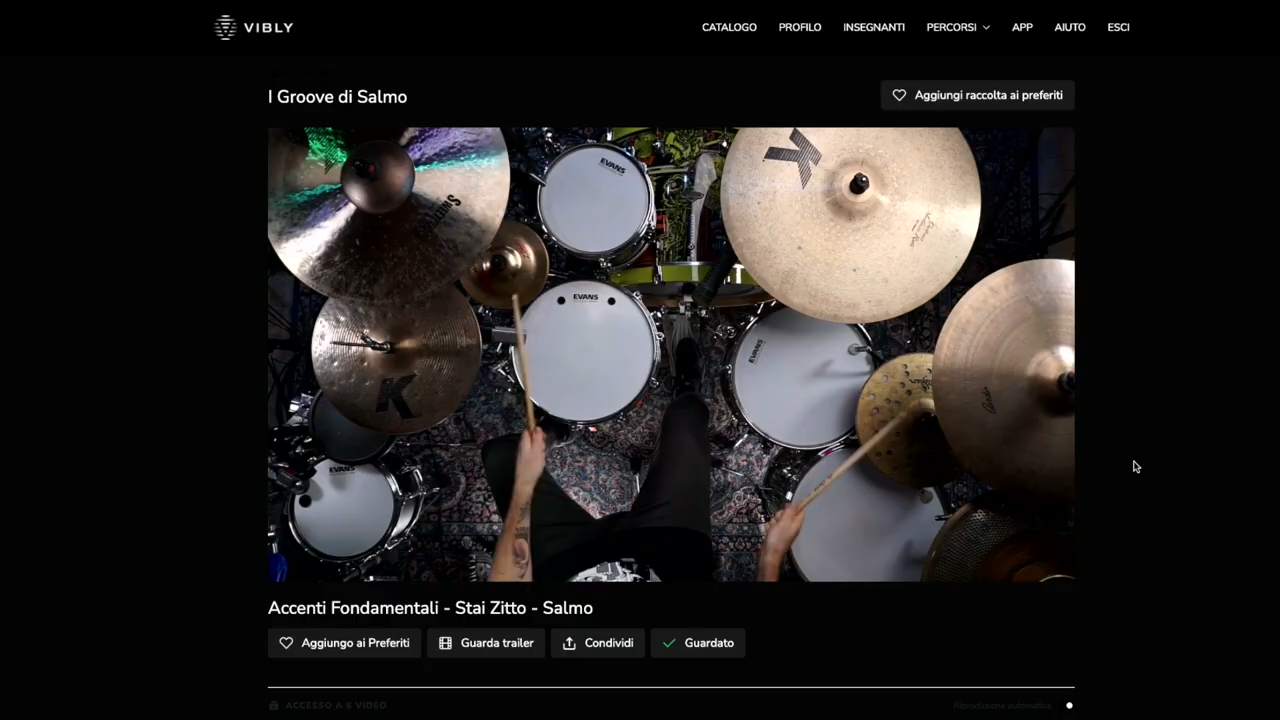 VIBLY
CATALOGO PROFILO INSEGNANTI PERCORSI APP AIUTO ESCI
I Groove di Salmo
Aggiungi raccolta ai preferiti
EVANS
K
EVANS
EVANS
K
EVANS
Accenti Fondamentali - Stai Zitto - Salmo
Aggiungo ai Preferiti Guarda trailer Condividi Guardato
ACCESSO A 6 VIDEO Riproduzione automatica